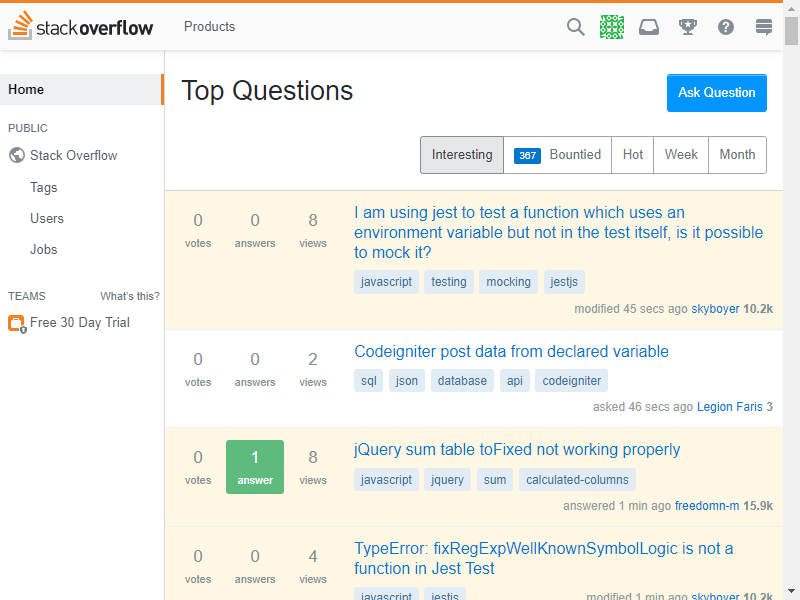 stackoverflow Products
Home
PUBLIC
Stack Overflow
Tags
Users
Jobs
TEAMS What's this?
Free 30 Day Trial
Top Questions
Ask Question
Interesting 367 Bountied Hot Week Month
0 votes 0 answers 8 views
I am using jest to test a function which uses an
environment variable but not in the test itself, is it possible
to mock it?
javascript testing mocking jestjs
modified 45 secs ago skyboyer 10.2k
0 votes 0 answers 2 views
Codeigniter post data from declared variable
sql json database api codeigniter
asked 46 secs ago Legion Faris 3
0 votes 1 answer 8 views
jQuery sum table toFixed not working properly
javascript jquery sum calculated-columns
answered 1 min ago freedomn-m 15.9k
0 votes 0 answers 4 views
TypeError: fixRegExpWellKnownSymbolLogic is not a
function in Jest Test
javascript jestjs
modified 1 min ago skyboyer 10.2k